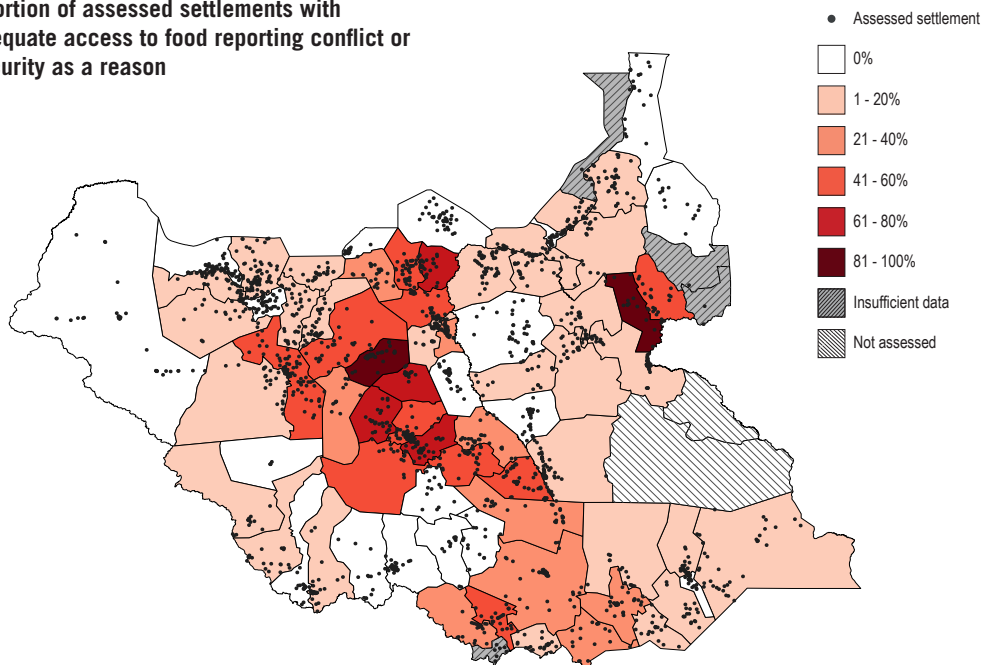 ortion of assessed settlements with
equate access to food reporting conflict or
urity as a reason
Assessed settlement
0%
1 - 20%
21 - 40%
41 - 60%
61 - 80%
81 - 100%
Insufficient data
Not assessed